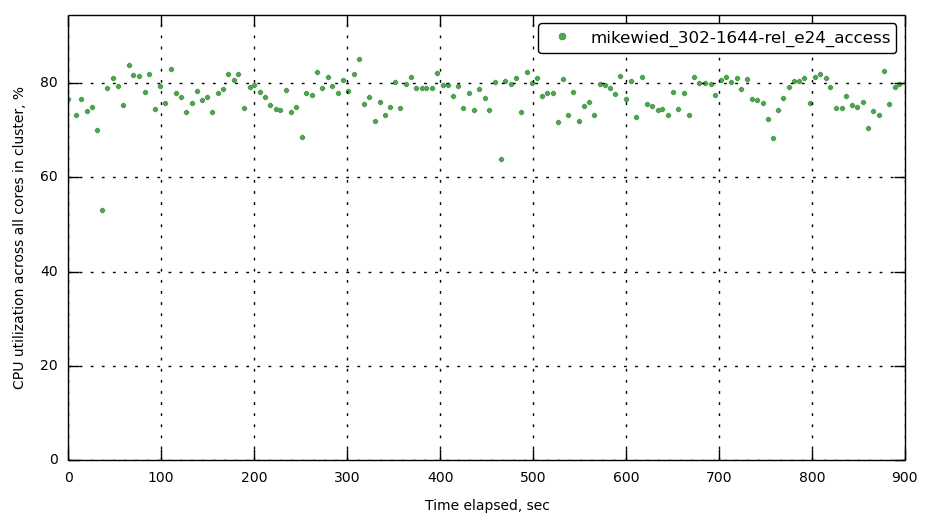 mikewied_302-1644-rel_e24_access
CPU utilization across all cores in cluster, %
80
60
40
20
0
0 100 200 300 400 500 600 700 800 900
Time elapsed, sec